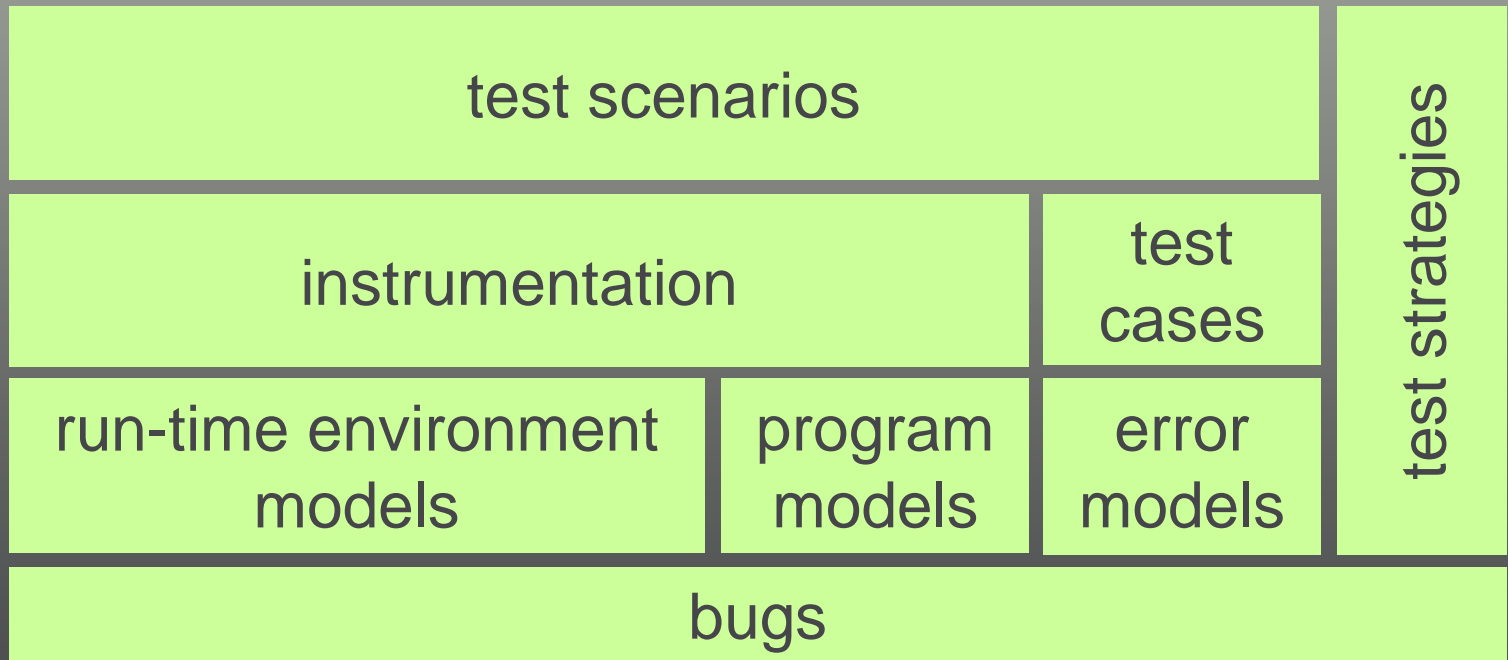 test scenarios
test strategies
instrumentation
test
cases
run-time environment
models
program
models
error
models
bugs